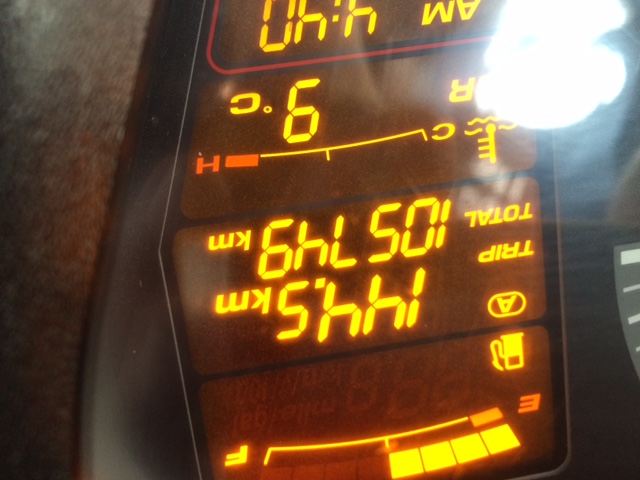 E F
A 144.5 km
TRIP
TOTAL 105749 km
C H
6 °C
AM 4:40